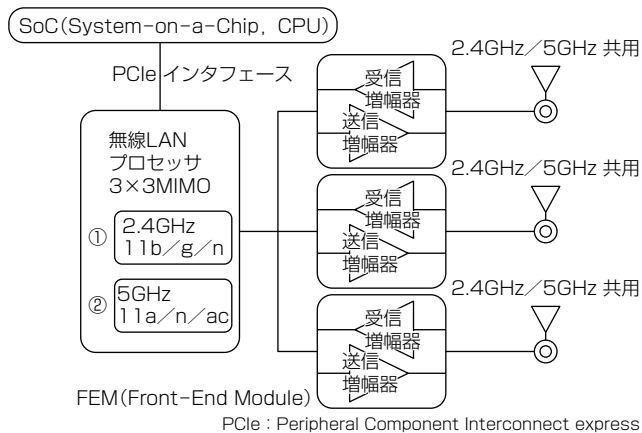 SoC(System-on-a-Chip, CPU)
PCIe インタフェース
無線LAN
プロセッサ
3×3MIMO
① 2.4GHz
11b/g/n
② 5GHz
11a/n/ac
2.4GHz/5GHz 共用
受信
増幅器
送信
増幅器
2.4GHz/5GHz 共用
受信
増幅器
送信
増幅器
2.4GHz/5GHz 共用
受信
増幅器
送信
増幅器
FEM(Front-End Module)
PCIe : Peripheral Component Interconnect express